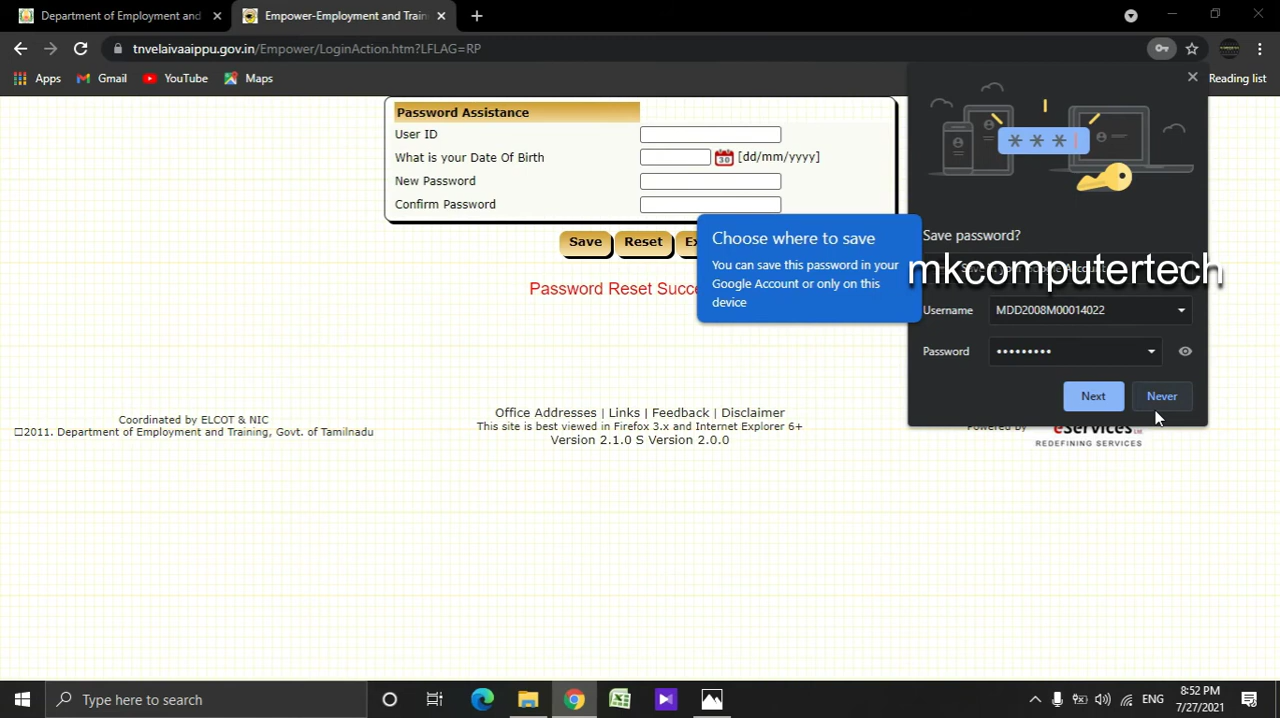 Department of Employment and
Empower-Employment and Train
tnvelaivaaippu.gov.in/Empower/LoginAction.htm?LFLAG=RP
Apps
Gmail
YouTube
Maps
Reading list
Password Assistance
User ID
What is your Date Of Birth
30
[dd/mm/yyyy]
New Password
Confirm Password
Save
Reset
Password Reset Succe
Choose where to save
You can save this password in your
Google Account or only on this
device
* * *
Save password?
mkcomputertech
Username
MDD2008M00014022
Password
•••••••••
Next
Never
Coordinated by ELCOT & NIC
□2011. Department of Employment and Training, Govt. of Tamilnadu
Office Addresses | Links | Feedback | Disclaimer
This site is best viewed in Firefox 3.x and Internet Explorer 6+
Version 2.1.0 S Version 2.0.0
Powered By
eServices
REDEFINING SERVICES
Type here to search
ENG
8:52 PM
7/27/2021